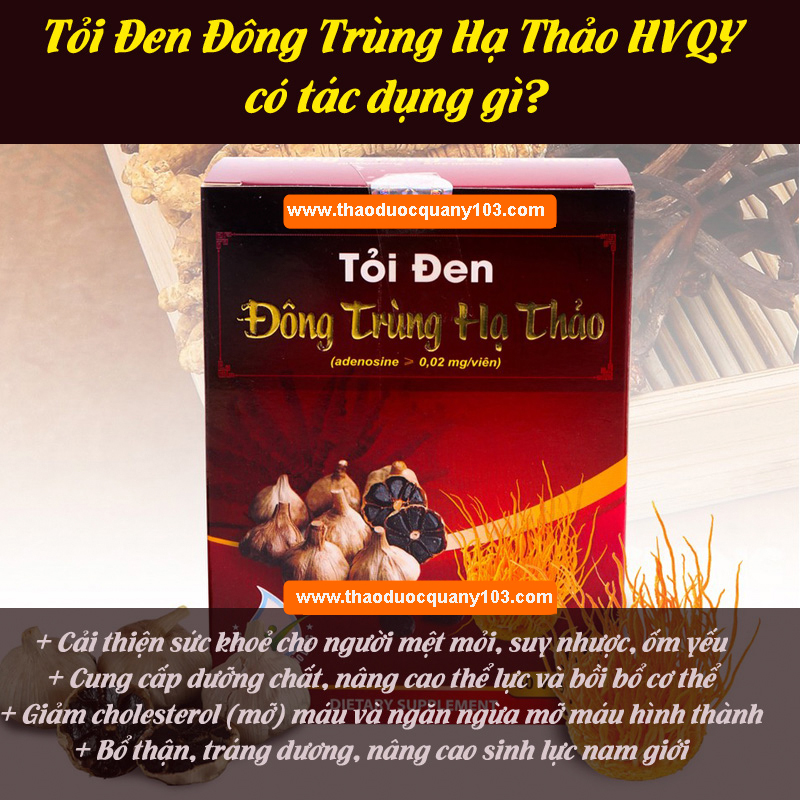 Tỏi Đen Đông Trùng Hạ Thảo HVQY
có tác dụng gì?
www.thaoduocquany103.com
Tỏi Đen
Đông Trùng Hạ Thảo
(adenosine > 0,02 mg/viên)
www.thaoduocquany103.com
+ Cải thiện sức khoẻ cho người mệt mỏi, suy nhược, ốm yếu
+ Cung cấp dưỡng chất, nâng cao thể lực và bồi bổ cơ thể
+ Giảm cholesterol (mỡ) máu và ngăn ngừa mỡ máu hình thành
DIETARY SUPPLEMENT
+ Bổ thận, tráng dương, nâng cao sinh lực nam giới